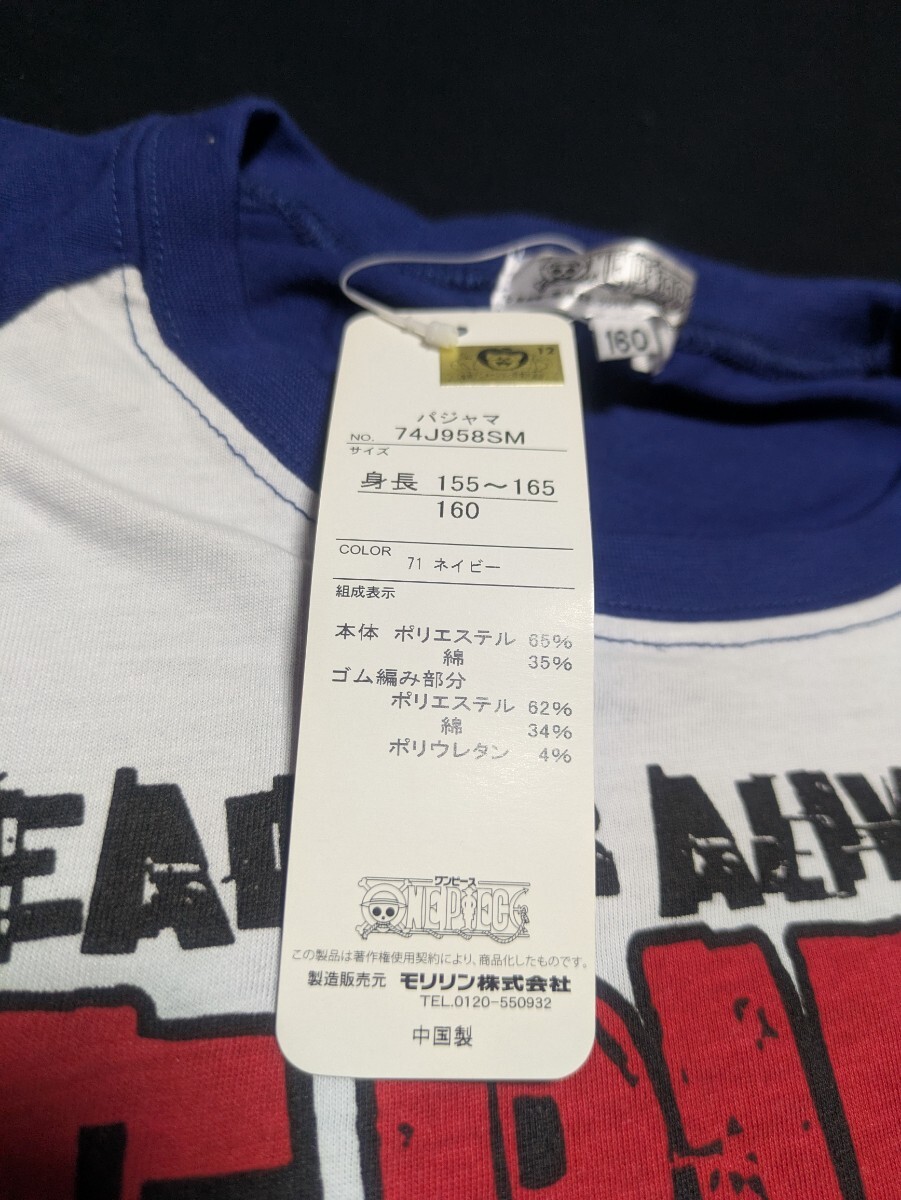 ONE PIECE
160
パジャマ
NO. 74J958SM
サイズ
身長 155～165
160
COLOR
71 ネイビー
組成表示
本体 ポリエステル 65%
綿 35%
ゴム編み部分
ポリエステル 62%
綿 34%
ポリウレタン 4%
ワンピース
ONE PIECE
この製品は著作権使用契約により、商品化したものです。
製造販売元 モリリン株式会社
TEL.0120-550932
中国製